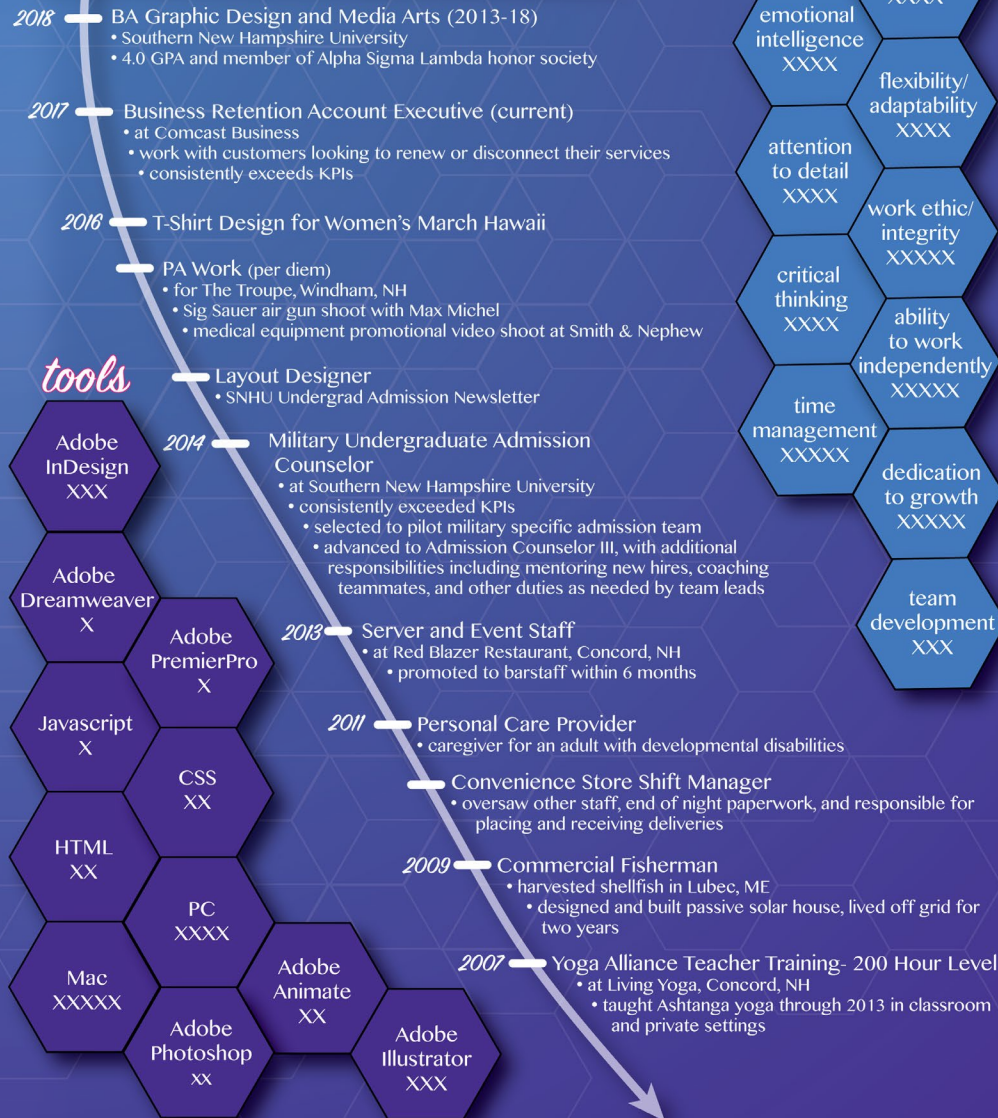 2018
BA Graphic Design and Media Arts (2013-18)
• Southern New Hampshire University
• 4.0 GPA and member of Alpha Sigma Lambda honor society
2017
Business Retention Account Executive (current)
• at Comcast Business
• work with customers looking to renew or disconnect their services
• consistently exceeds KPIs
2016
T-Shirt Design for Women's March Hawaii
PA Work (per diem)
• for The Troupe, Windham, NH
• Sig Sauer air gun shoot with Max Michel
• medical equipment promotional video shoot at Smith & Nephew
Layout Designer
• SNHU Undergrad Admission Newsletter
2014
Military Undergraduate Admission
Counselor
• at Southern New Hampshire University
• consistently exceeded KPIs
• selected to pilot military specific admission team
• advanced to Admission Counselor III, with additional
responsibilities including mentoring new hires, coaching
teammates, and other duties as needed by team leads
2013
Server and Event Staff
• at Red Blazer Restaurant, Concord, NH
• promoted to barstaff within 6 months
2011
Personal Care Provider
• caregiver for an adult with developmental disabilities
Convenience Store Shift Manager
• oversaw other staff, end of night paperwork, and responsible for
placing and receiving deliveries
2009
Commercial Fisherman
• harvested shellfish in Lubec, ME
• designed and built passive solar house, lived off grid for
two years
2007
Yoga Alliance Teacher Training- 200 Hour Level
• at Living Yoga, Concord, NH
• taught Ashtanga yoga through 2013 in classroom
and private settings
emotional
intelligence
XXXX
flexibility/
adaptability
XXXX
attention
to detail
XXXX
work ethic/
integrity
XXXXX
critical
thinking
XXXX
ability
to work
independently
XXXXX
time
management
XXXXX
dedication
to growth
XXXXX
team
development
XXX
tools
Adobe
InDesign
XXX
Adobe
Dreamweaver
X
Adobe
PremierPro
X
Javascript
X
CSS
XX
HTML
XX
PC
XXXX
Mac
XXXXX
Adobe
Animate
XX
Adobe
Photoshop
XX
Adobe
Illustrator
XXX